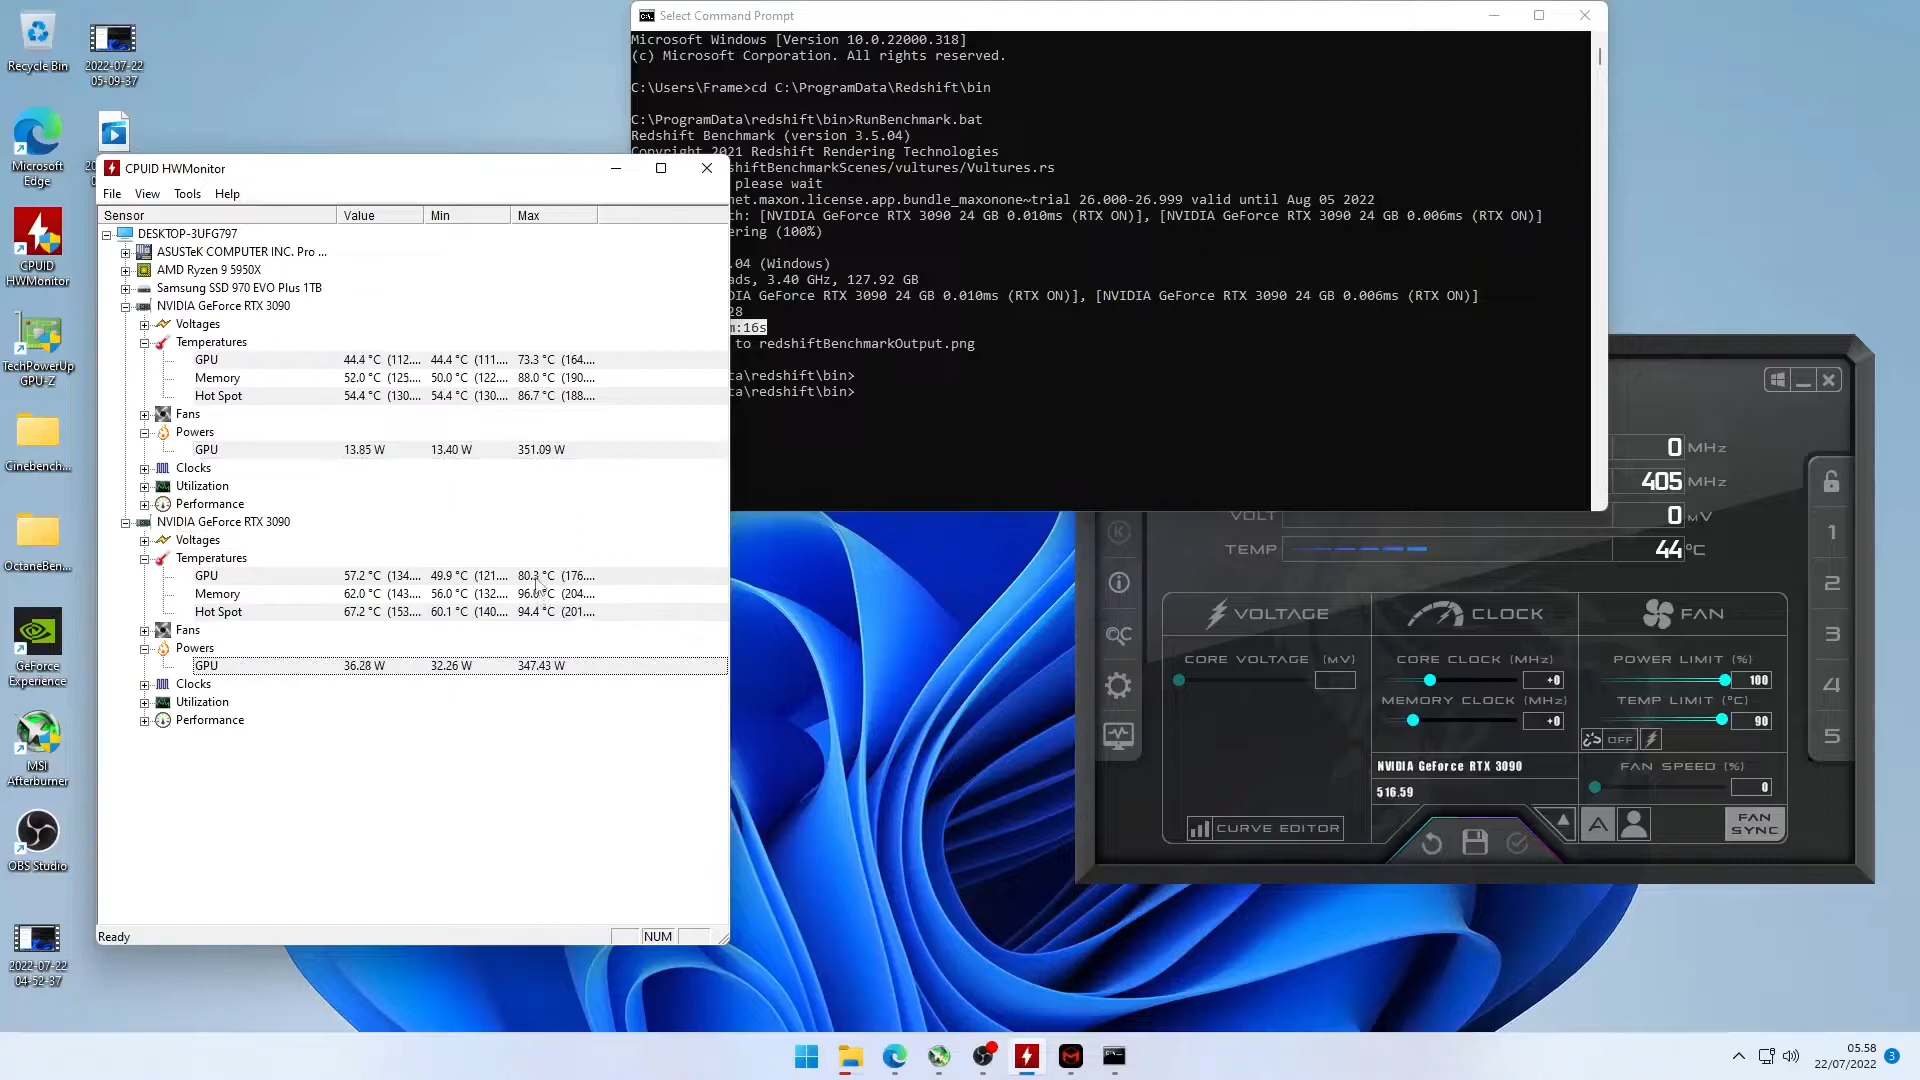 Recycle Bin
2022-07-22
05-09-37
Microsoft
Edge
CPUID
HWMonitor
TechPowerUp
GPU-Z
Cinebench...
OctaneBen...
GeForce
Experience
MSI
Afterburner
OBS Studio
2022-07-22
04-52-37
Select Command Prompt
Microsoft Windows [Version 10.0.22000.318]
(c) Microsoft Corporation. All rights reserved.
C:\Users\Frame>cd C:\ProgramData\Redshift\bin
C:\ProgramData\redshift\bin>RunBenchmark.bat
Redshift Benchmark (version 3.5.04)
Copyright 2021 Redshift Rendering Technologies
shiftBenchmarkScenes/vultures/Vultures.rs
please wait
net.maxon.license.app.bundle_maxonone~trial 26.000-26.999 valid until Aug 05 2022
th: [NVIDIA GeForce RTX 3090 24 GB 0.010ms (RTX ON)], [NVIDIA GeForce RTX 3090 24 GB 0.006ms (RTX ON)]
ering (100%)
.04 (Windows)
ads, 3.40 GHz, 127.92 GB
DIA GeForce RTX 3090 24 GB 0.010ms (RTX ON)], [NVIDIA GeForce RTX 3090 24 GB 0.006ms (RTX ON)]
28
m:16s
to redshiftBenchmarkOutput.png
ta\redshift\bin>
ta\redshift\bin>
CPUID HWMonitor
File View Tools Help
Sensor Value Min Max
DESKTOP-3UFG797
ASUSTeK COMPUTER INC. Pro ...
AMD Ryzen 9 5950X
Samsung SSD 970 EVO Plus 1TB
NVIDIA GeForce RTX 3090
Voltages
Temperatures
GPU 44.4 °C (112.... 44.4 °C (111.... 73.3 °C (164....
Memory 52.0 °C (125.... 50.0 °C (122.... 88.0 °C (190....
Hot Spot 54.4 °C (130.... 54.4 °C (130.... 86.7 °C (188....
Fans
Powers
GPU 13.85 W 13.40 W 351.09 W
Clocks
Utilization
Performance
NVIDIA GeForce RTX 3090
Voltages
Temperatures
GPU 57.2 °C (134.... 49.9 °C (121.... 80.3 °C (176....
Memory 62.0 °C (143.... 56.0 °C (132.... 96.0 °C (204....
Hot Spot 67.2 °C (153.... 60.1 °C (140.... 94.4 °C (201....
Fans
Powers
GPU 36.28 W 32.26 W 347.43 W
Clocks
Utilization
Performance
Ready NUM
0 MHz
405 MHz
VOLT 0 MV
TEMP 44 °C
K
OC
1
2
3
4
5
VOLTAGE
CORE VOLTAGE (MV)
CURVE EDITOR
CLOCK
CORE CLOCK (MHz)
+0
MEMORY CLOCK (MHz)
+0
NVIDIA GeForce RTX 3090
516.59
FAN
POWER LIMIT (%)
100
TEMP. LIMIT (°C)
90
OFF
FAN SPEED (%)
0
A
FAN
SYNC
05.58
22/07/2022
3